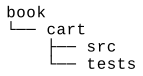 book
└── cart
    ├── src
    └── tests